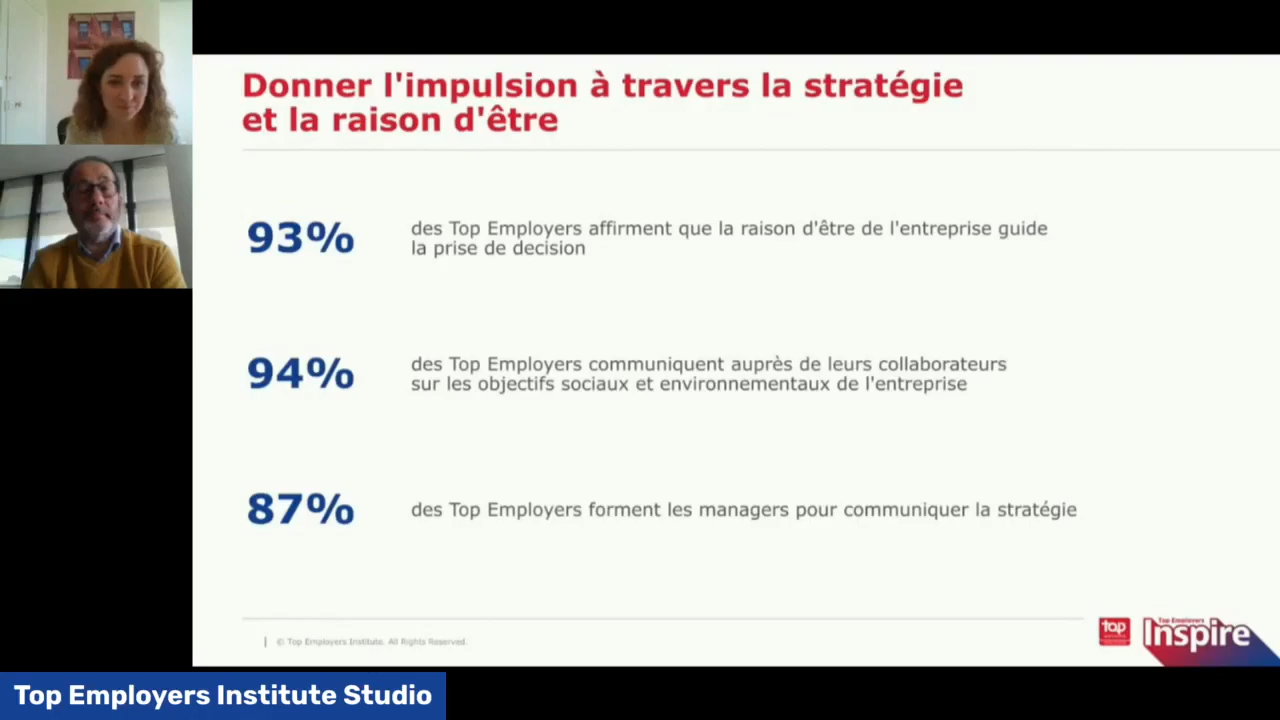 Donner l'impulsion à travers la stratégie
et la raison d'être
93%
des Top Employers affirment que la raison d'être de l'entreprise guide
la prise de decision
94%
des Top Employers communiquent auprès de leurs collaborateurs
sur les objectifs sociaux et environnementaux de l'entreprise
87%
des Top Employers forment les managers pour communiquer la stratégie
© Top Employers Institute. All Rights Reserved.
top
Top Employers
Inspire
Top Employers Institute Studio